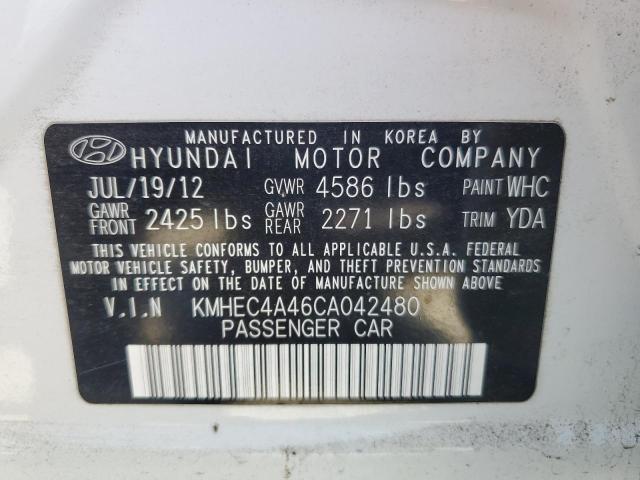 MANUFACTURED IN KOREA BY
HYUNDAI MOTOR COMPANY
JUL/19/12 GVWR 4586 lbs PAINT WHC
GAWR FRONT 2425 lbs GAWR REAR 2271 lbs TRIM YDA
THIS VEHICLE CONFORMS TO ALL APPLICABLE U.S.A. FEDERAL
MOTOR VEHICLE SAFETY, BUMPER, AND THEFT PREVENTION STANDARDS
IN EFFECT ON THE DATE OF MANUFACTURE SHOWN ABOVE
V.I.N KMHEC4A46CA042480
PASSENGER CAR